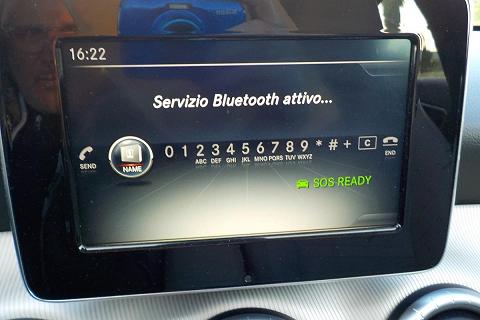 16:22
Servizio Bluetooth attivo...
0 1 2 3 4 5 6 7 8 9 * # + C
ABC DEF GHI JKL MNO PQRS TUV WXYZ
SEND NAME END
SOS READY